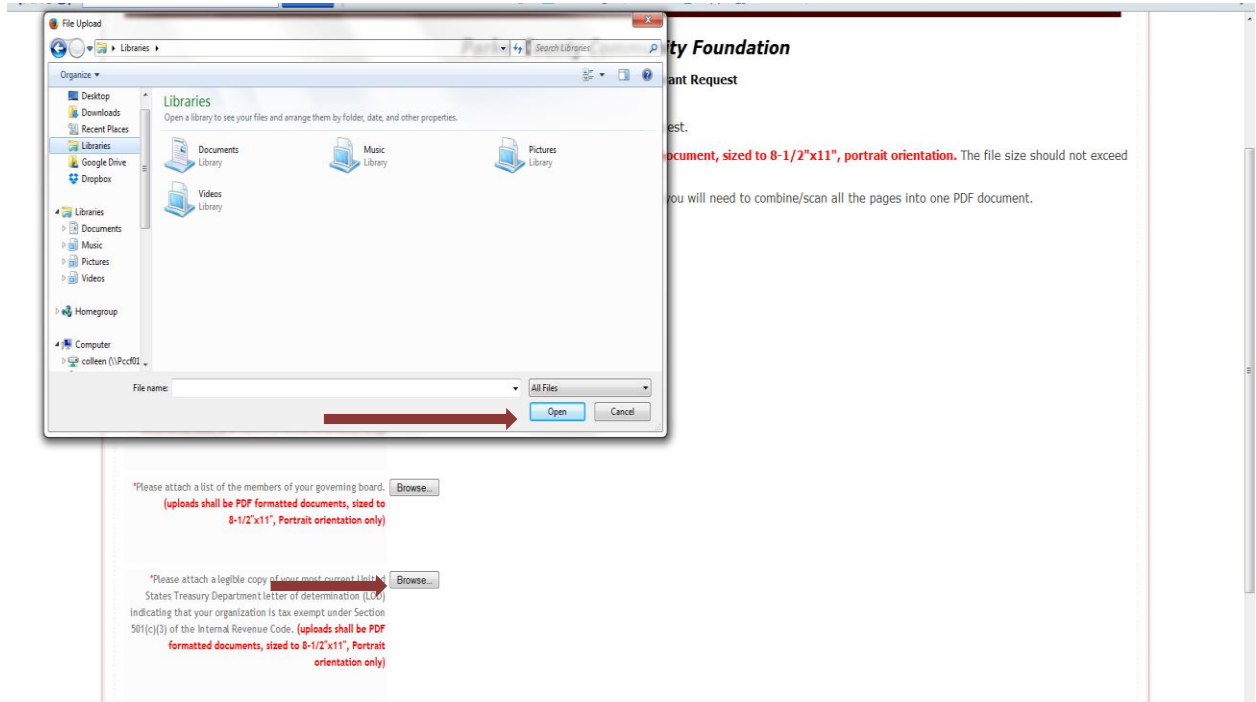 File Upload
Libraries
Search Libraries
ity Foundation
Organize
ant Request
Desktop
Downloads
Recent Places
Libraries
Google Drive
Dropbox
Libraries
Documents
Music
Pictures
Videos
Homegroup
Computer
colleen (\\Pccf01
Libraries
Open a library to see your files and arrange them by folder, date, and other properties.
Documents
Library
Music
Library
Pictures
Library
Videos
Library
est.
ocument, sized to 8-1/2"x11", portrait orientation. The file size should not exceed
you will need to combine/scan all the pages into one PDF document.
File name:
All Files
Open
Cancel
*Please attach a list of the members of your governing board.
Browse...
(uploads shall be PDF formatted documents, sized to
8-1/2"x11", Portrait orientation only)
*Please attach a legible copy of your most current United
Browse...
States Treasury Department letter of determination (LOD)
indicating that your organization is tax exempt under Section
501(c)(3) of the Internal Revenue Code. (uploads shall be PDF
formatted documents, sized to 8-1/2"x11", Portrait
orientation only)